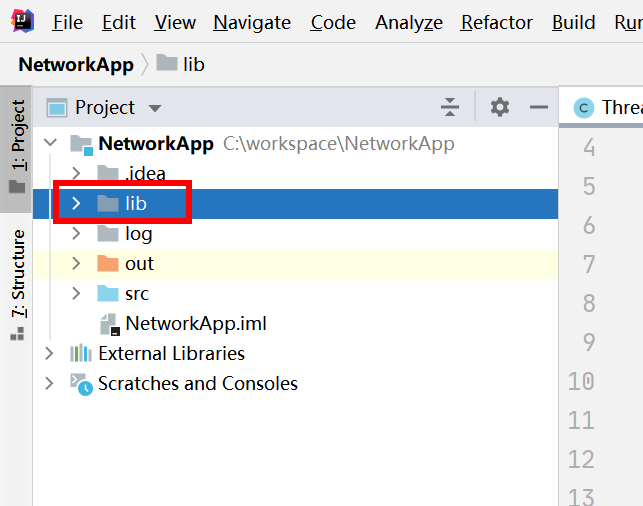 File Edit View Navigate Code Analyze Refactor Build
NetworkApp lib
1: Project
Project
NetworkApp C:\workspace\NetworkApp
.idea
lib
log
out
src
NetworkApp.iml
External Libraries
Scratches and Consoles
7: Structure
4
5
6
7
8
9
10
11
12
13